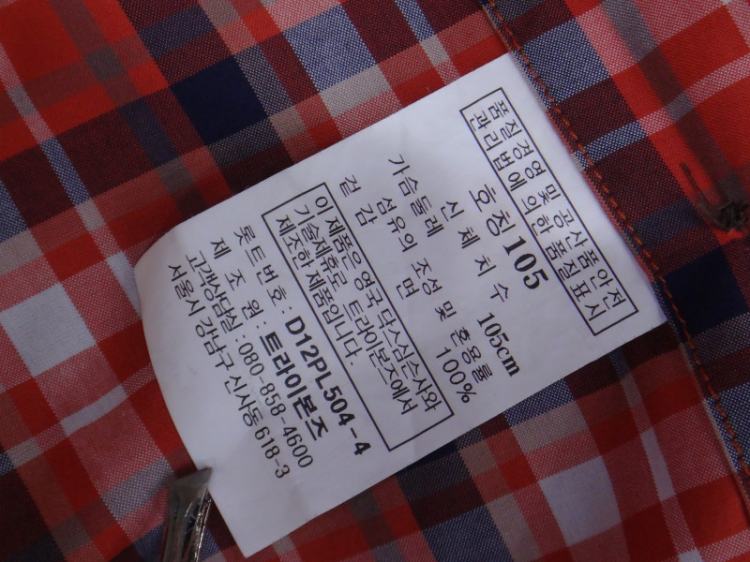 품질경영 및 공산품안전
관리법에 의한 품질표시
호칭 105
신체치수
가슴둘레 105cm
섬유의 조성 및 혼용률
겉감 면 100%
이 제품은 영국 닥스심슨사와
기술제휴로 트라이본즈에서
제조한 제품입니다.
롯트번호 : D12PL504-4
제 조 원 : 트라이본즈
고객상담실 : 080-858-4600
서울시 강남구 신사동 618-3